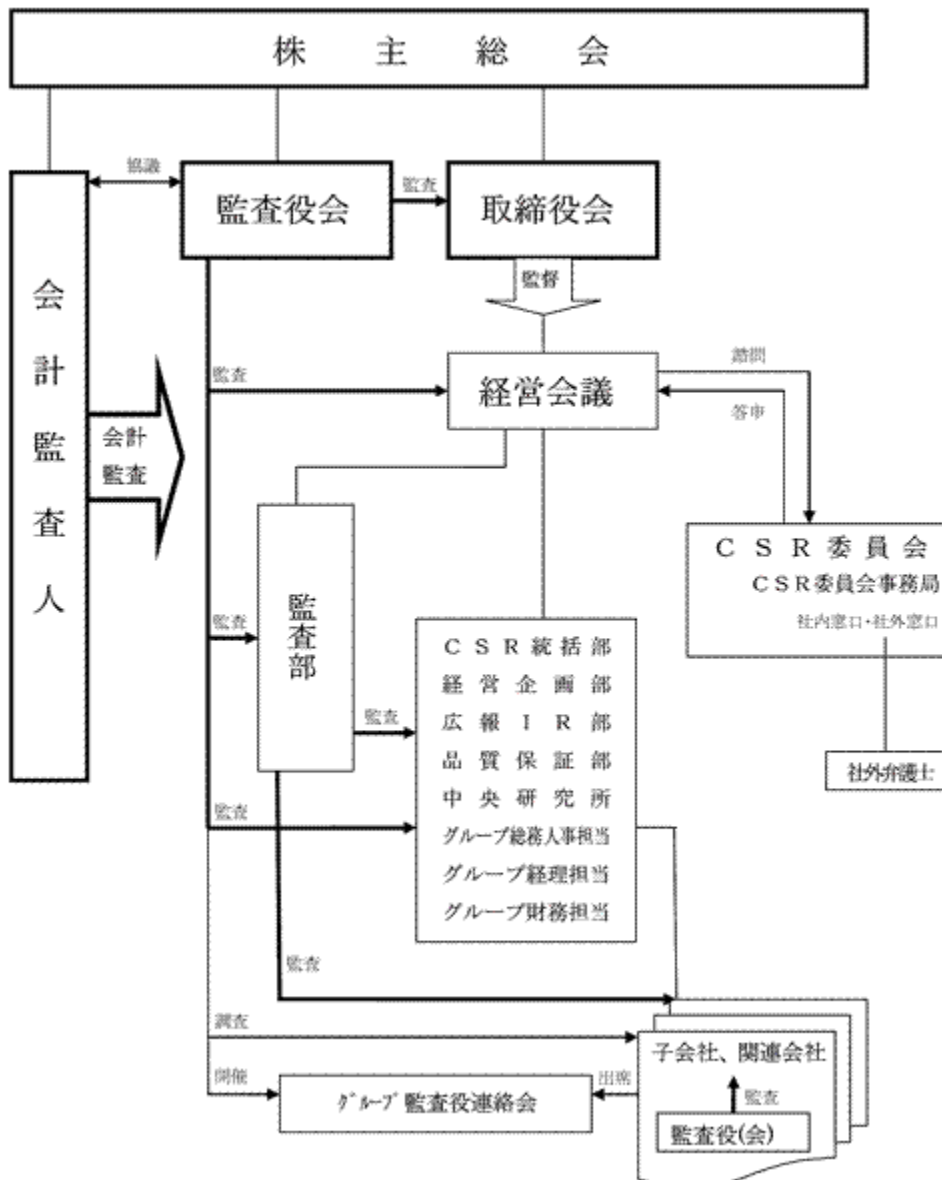 株主総会
協議
監査役会
監査
取締役会
監督
会計監査人
会計
監査
監査
経営会議
諮問
答申
監査部
監査
監査
監査
CSR委員会
CSR委員会事務局
社内窓口・社外窓口
社外弁護士
CSR統括部
経営企画部
広報IR部
品質保証部
中央研究所
グループ総務人事担当
グループ経理担当
グループ財務担当
監査
調査
開催
グループ監査役連絡会
出席
子会社、関連会社
監査
監査役(会)